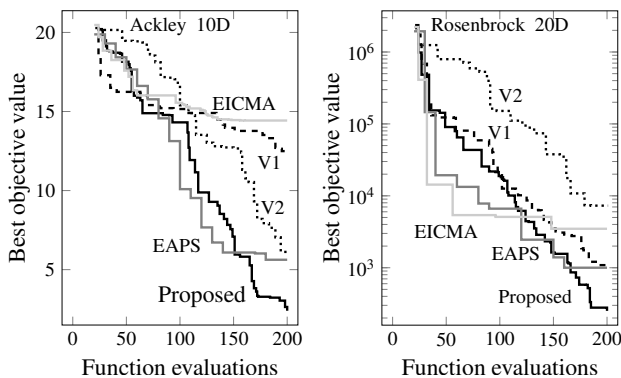 Ackley 10D
20
15
10
5
0
50
100
150
200
Best objective value
Function evaluations
EICMA
V1
V2
EAPS
Proposed
Rosenbrock 20D
10^6
10^5
10^4
10^3
0
50
100
150
200
Best objective value
Function evaluations
V2
V1
EICMA
EAPS
Proposed